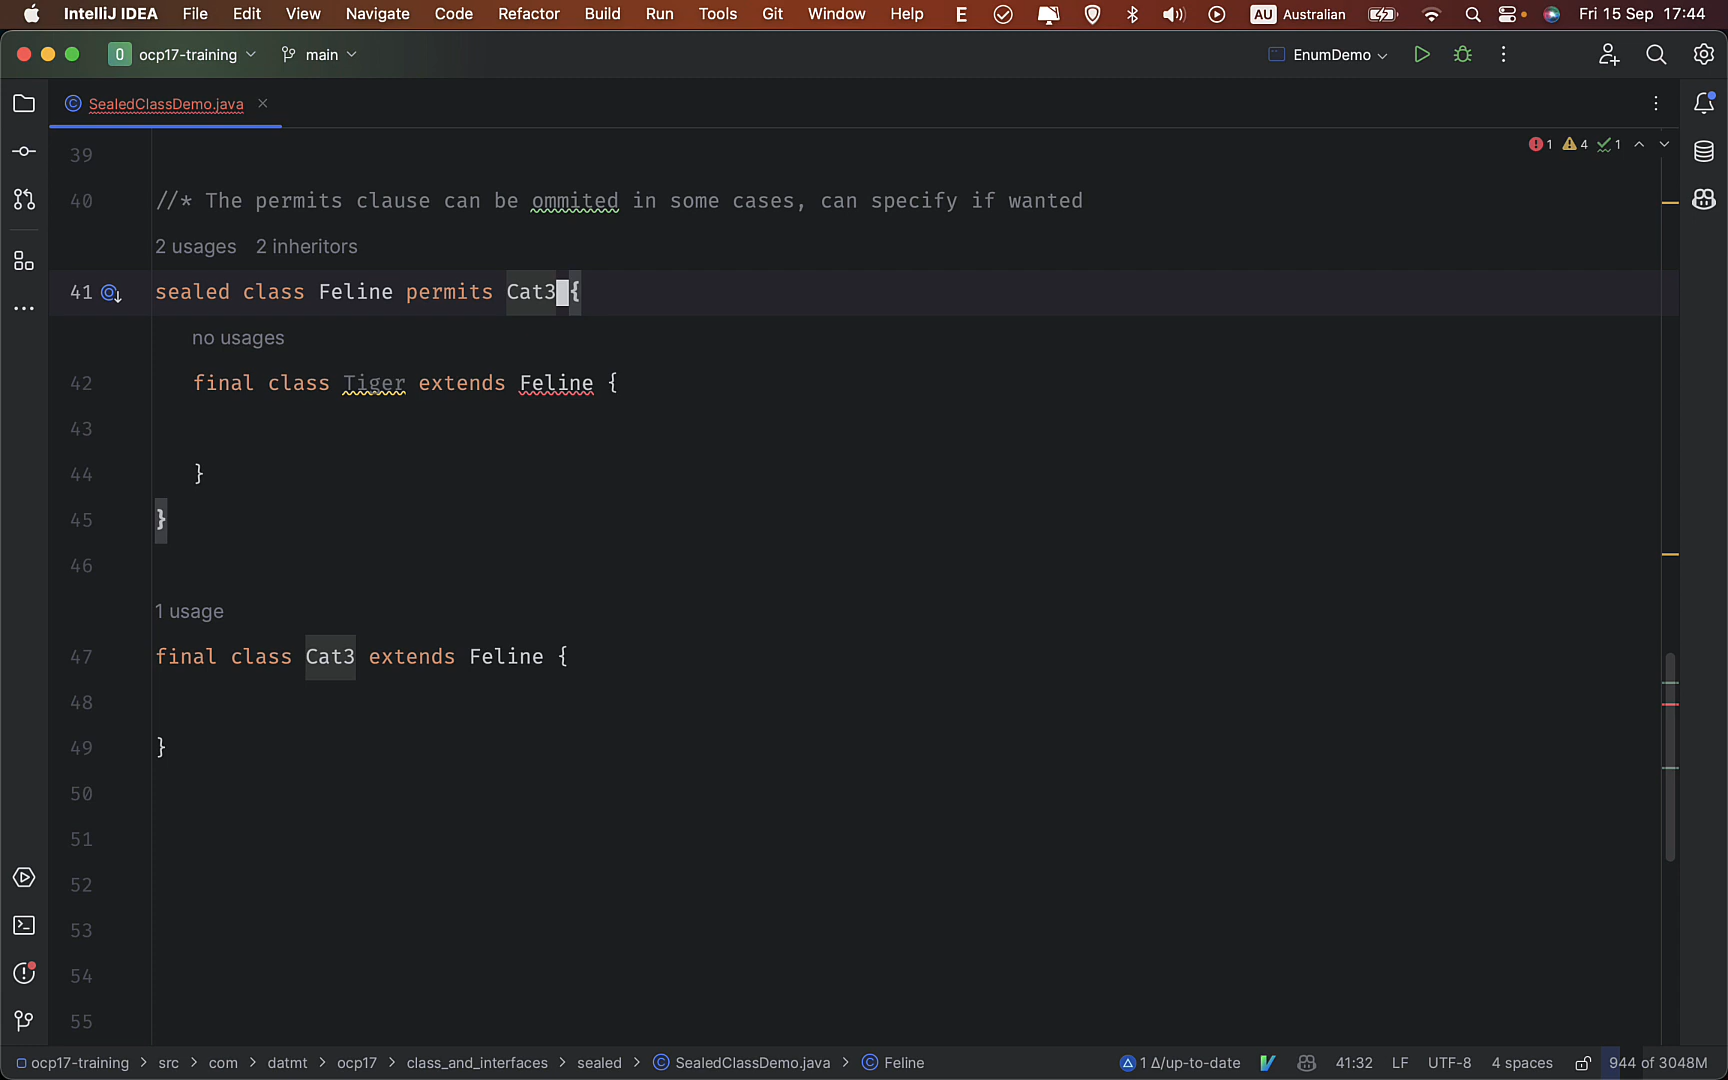 IntelliJ IDEA File Edit View Navigate Code Refactor Build Run Tools Git Window Help E AU Australian Fri 15 Sep 17:44
0 ocp17-training main EnumDemo
SealedClassDemo.java
1 4 1
39
40 //* The permits clause can be ommited in some cases, can specify if wanted
2 usages 2 inheritors
41 sealed class Feline permits Cat3 {
no usages
42 final class Tiger extends Feline {
43
44 }
45 }
46
1 usage
47 final class Cat3 extends Feline {
48
49 }
50
51
52
53
54
55
ocp17-training > src > com > datmt > ocp17 > class_and_interfaces > sealed > SealedClassDemo.java > Feline 1 Δ/up-to-date 41:32 LF UTF-8 4 spaces 944 of 3048M